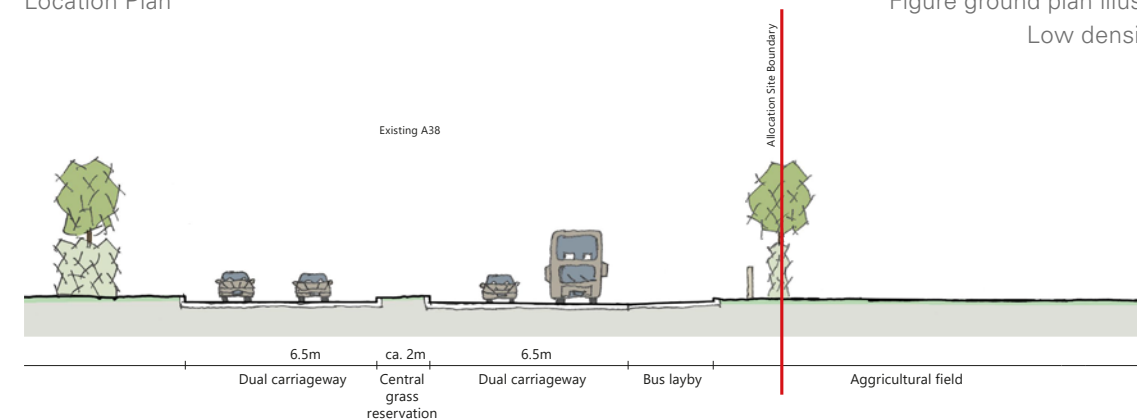 Location Plan
Figure ground plan illus
Low densi
Allocation Site Boundary
Existing A38
6.5m
ca. 2m
6.5m
Dual carriageway
Central
grass
reservation
Dual carriageway
Bus layby
Aggricultural field